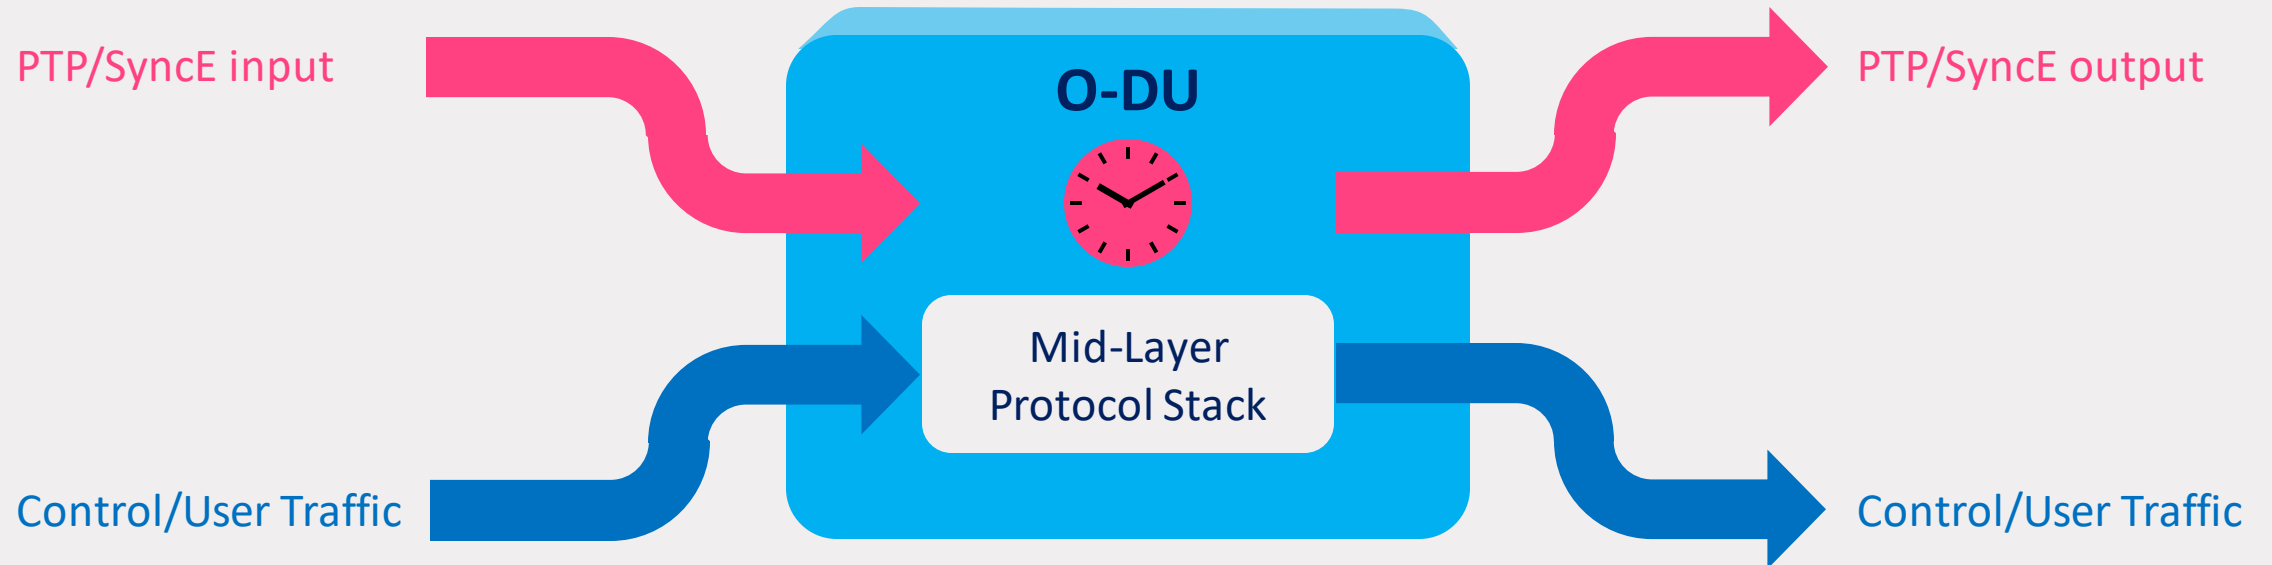 PTP/SyncE input
O-DU
PTP/SyncE output
Mid-Layer
Protocol Stack
Control/User Traffic
Control/User Traffic